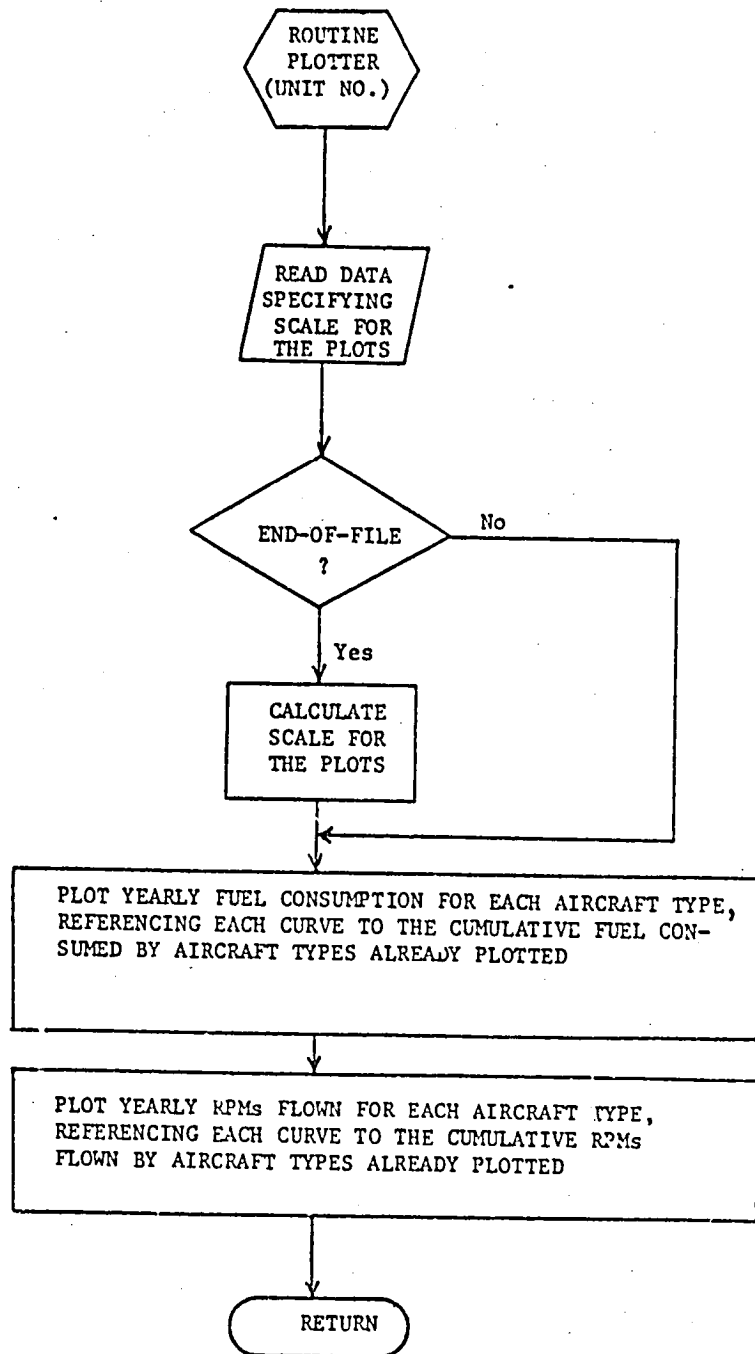 ROUTINE
PLOTTER
(UNIT NO.)
READ DATA
SPECIFYING
SCALE FOR
THE PLOTS
END-OF-FILE
?
No
Yes
CALCULATE
SCALE FOR
THE PLOTS
PLOT YEARLY FUEL CONSUMPTION FOR EACH AIRCRAFT TYPE,
REFERENCING EACH CURVE TO THE CUMULATIVE FUEL CON-
SUMED BY AIRCRAFT TYPES ALREADY PLOTTED
PLOT YEARLY RPMs FLOWN FOR EACH AIRCRAFT TYPE,
REFERENCING EACH CURVE TO THE CUMULATIVE RPMs
FLOWN BY AIRCRAFT TYPES ALREADY PLOTTED
RETURN